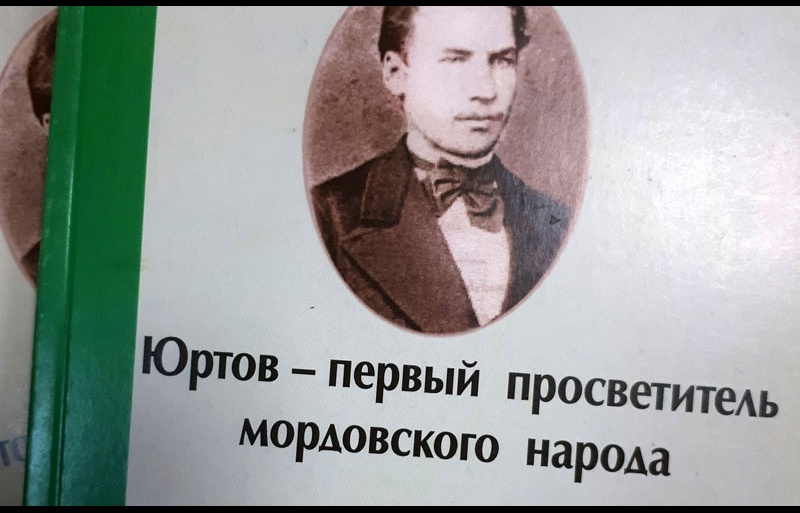 Юртов – первый просветитель
мордовского народа